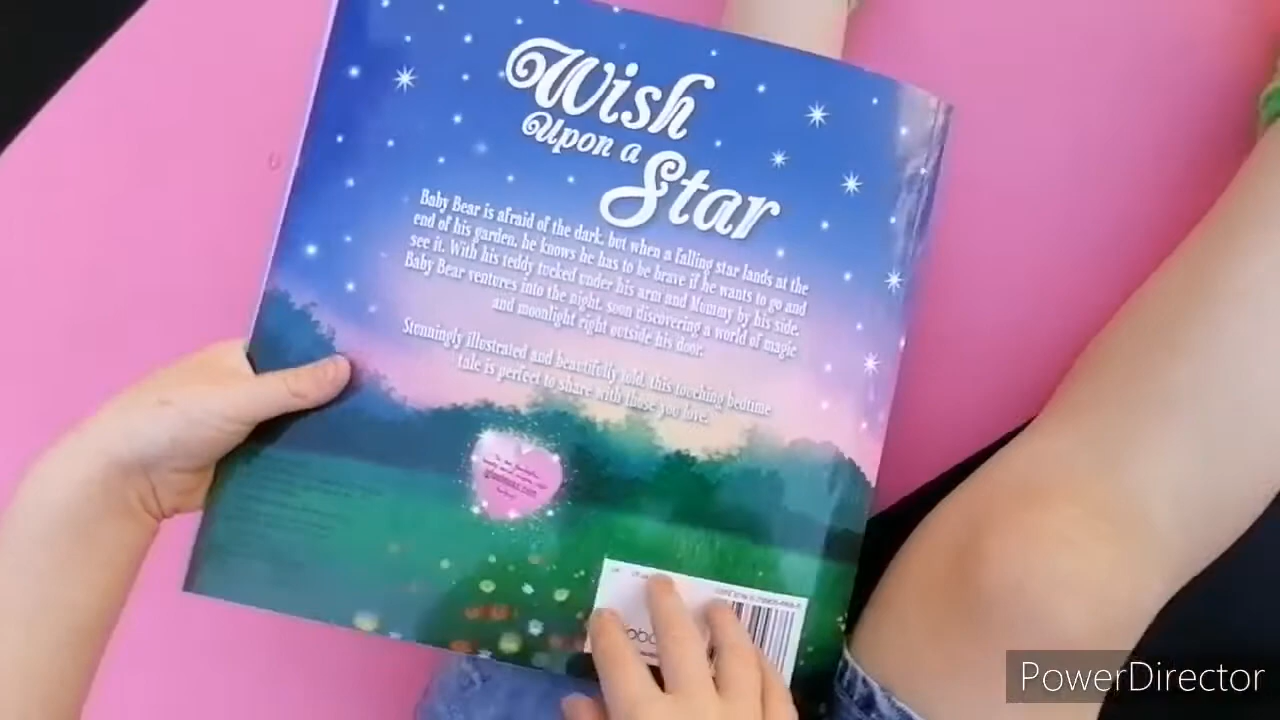 Wish
Upon a
Star
Baby Bear is afraid of the dark, but when a falling star lands at the
end of his garden, he knows he has to be brave if he wants to go and
see it. With his teddy tucked under his arm and Mummy by his side,
Baby Bear ventures into the night, soon discovering a world of magic
and moonlight right outside his door.
Stunningly illustrated and beautifully told, this touching bedtime
tale is perfect to share with those you love.
PowerDirector